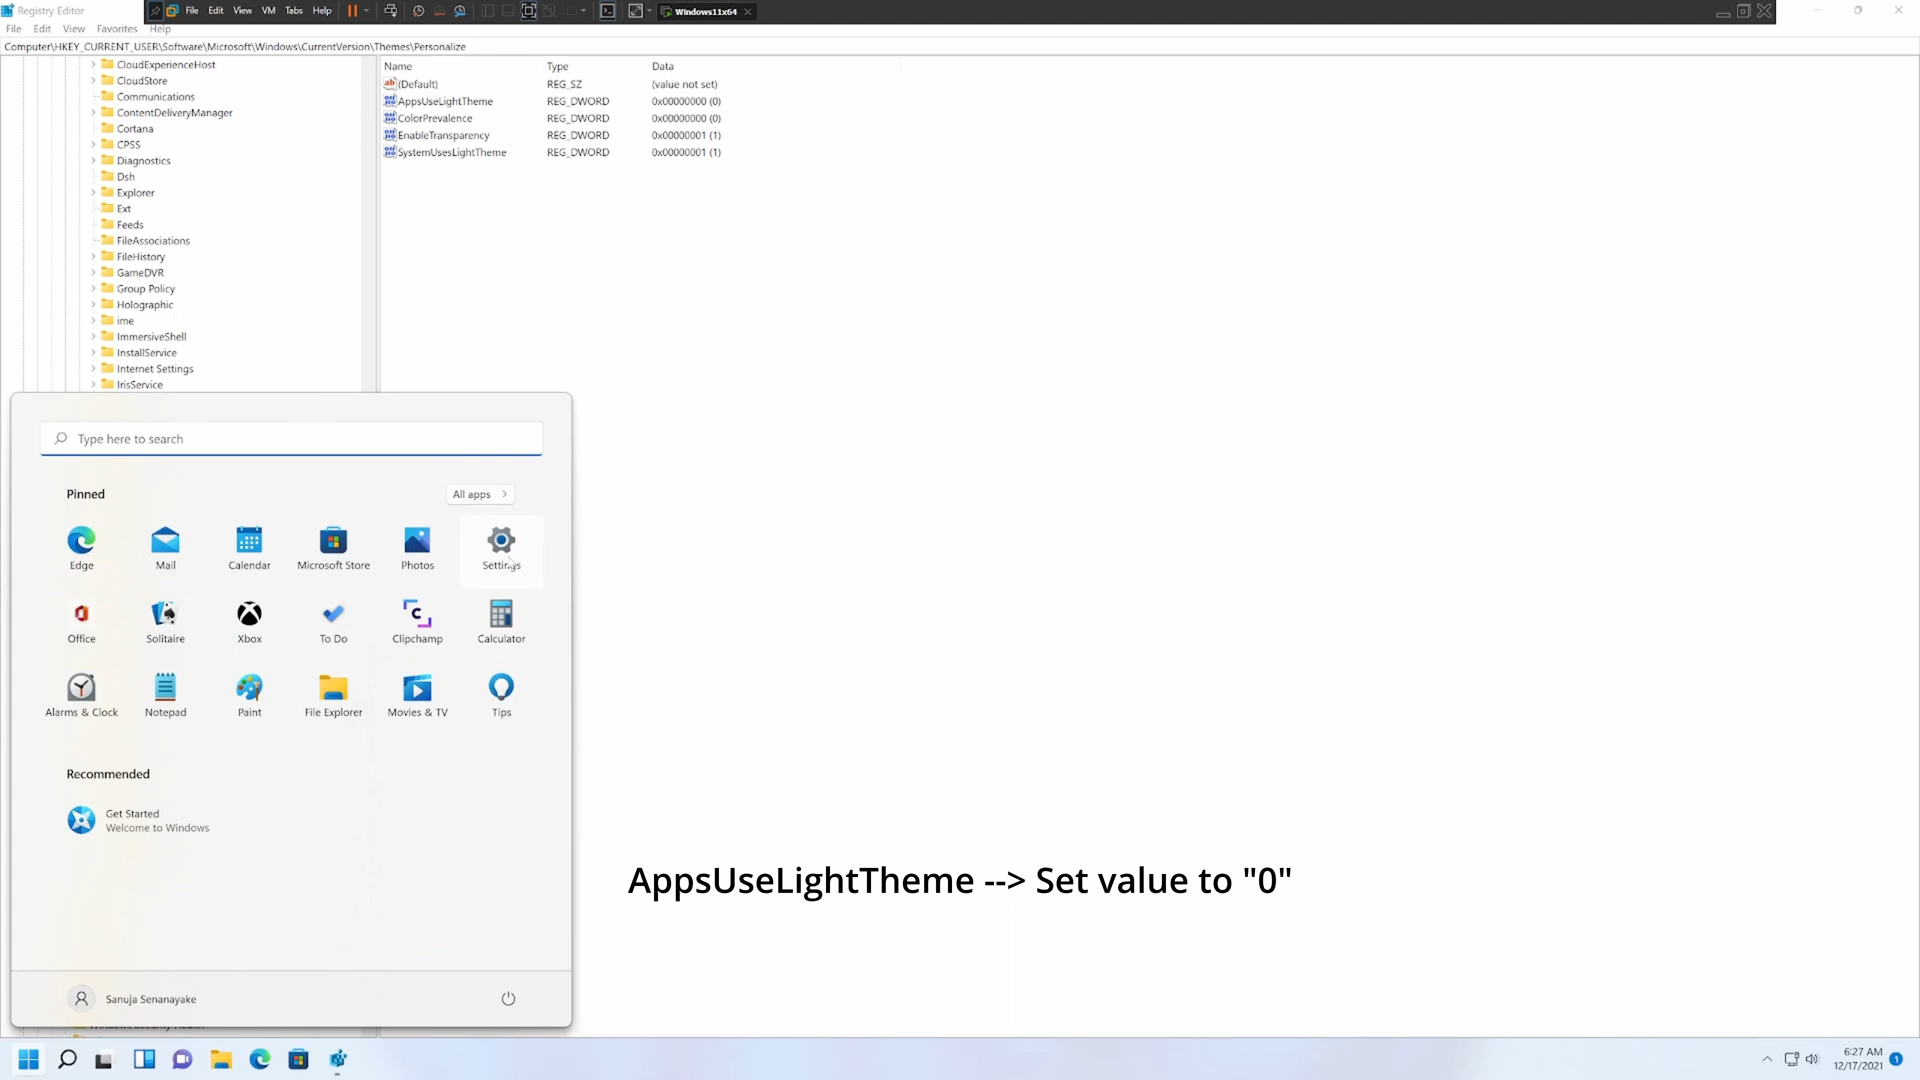 Registry Editor
File Edit View VM Tabs Help
Windows11x64
File Edit View Favorites Help
Computer\HKEY_CURRENT_USER\Software\Microsoft\Windows\CurrentVersion\Themes\Personalize
CloudExperienceHost
CloudStore
Communications
ContentDeliveryManager
Cortana
CPSS
Diagnostics
Dsh
Explorer
Ext
Feeds
FileAssociations
FileHistory
GameDVR
Group Policy
Holographic
ime
ImmersiveShell
InstallService
Internet Settings
IrisService
Name Type Data
(Default) REG_SZ (value not set)
AppsUseLightTheme REG_DWORD 0x00000000 (0)
ColorPrevalence REG_DWORD 0x00000000 (0)
EnableTransparency REG_DWORD 0x00000001 (1)
SystemUsesLightTheme REG_DWORD 0x00000001 (1)
Type here to search
Pinned All apps
Edge Mail Calendar Microsoft Store Photos Settings
Office Solitaire Xbox To Do Clipchamp Calculator
Alarms & Clock Notepad Paint File Explorer Movies & TV Tips
Recommended
Get Started
Welcome to Windows
AppsUseLightTheme --> Set value to "0"
Sanuja Senanayake
6:27 AM
12/17/2021
1